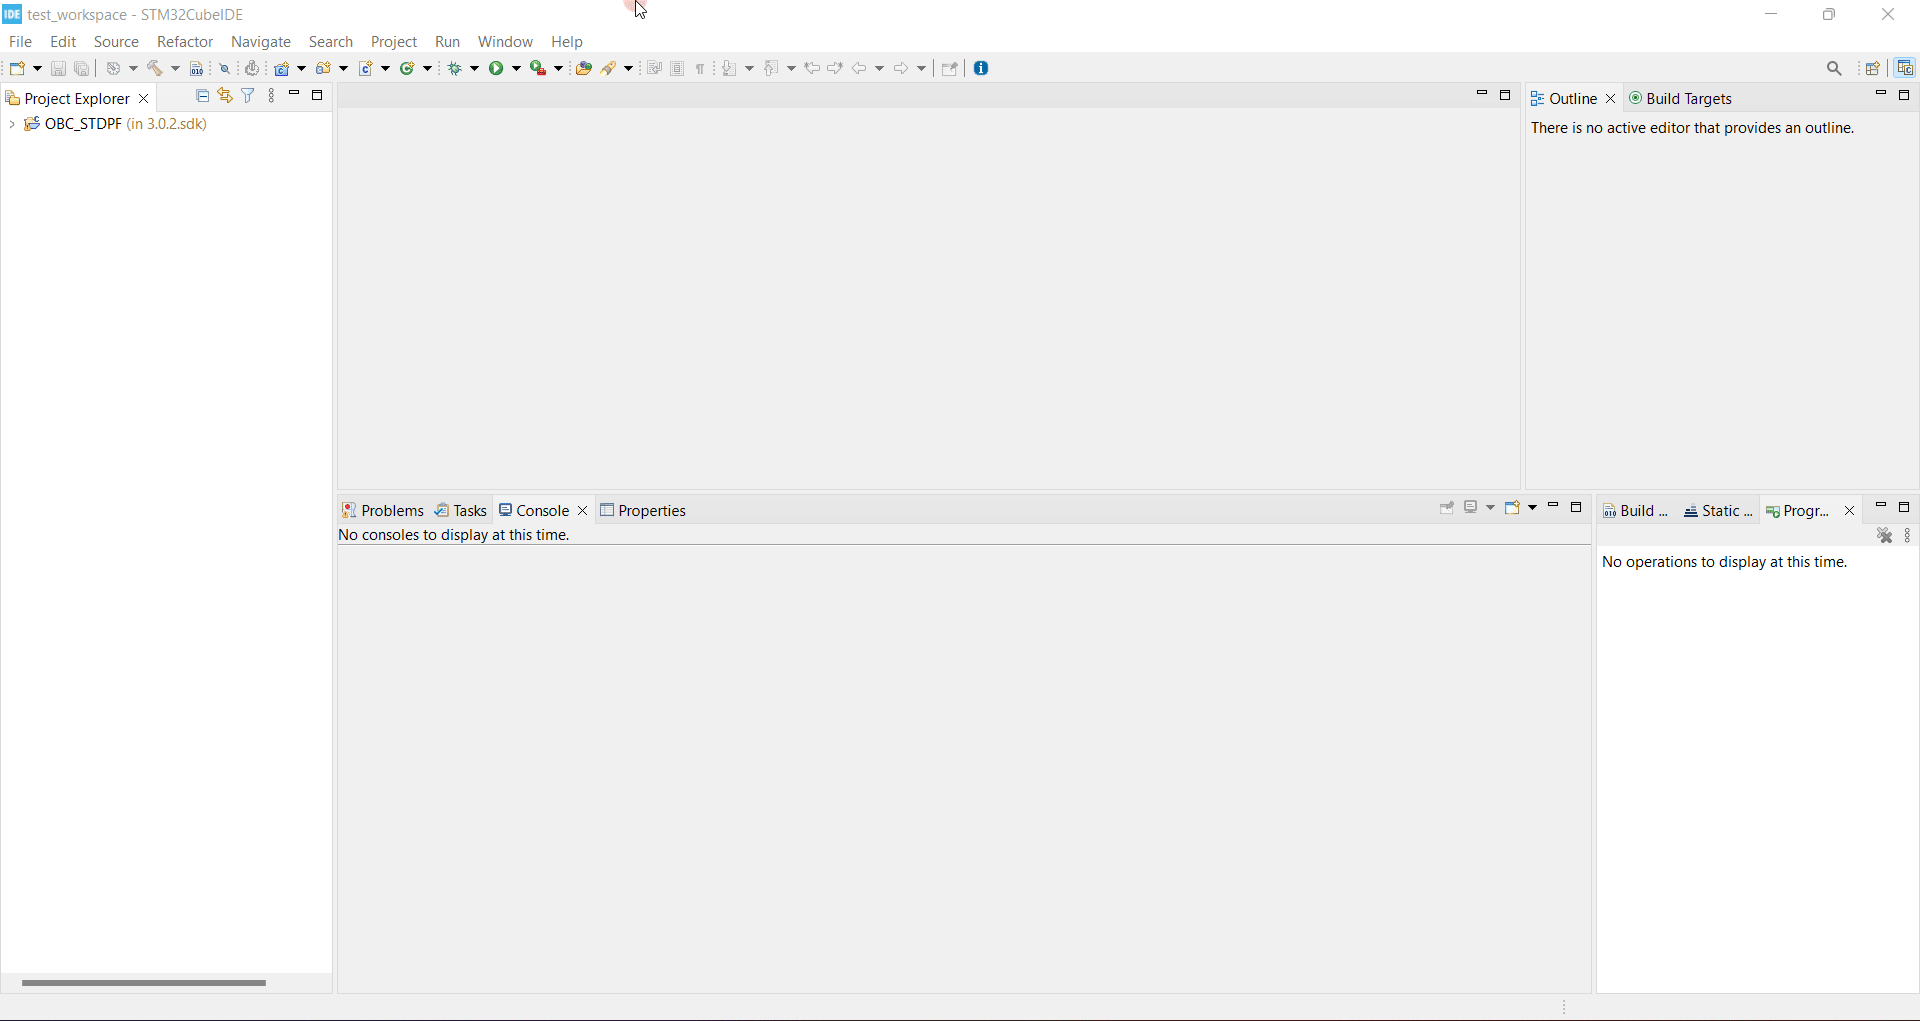 IDE test_workspace - STM32CubeIDE
File Edit Source Refactor Navigate Search Project Run Window Help
Project Explorer
OBC_STDPF (in 3.0.2.sdk)
Outline Build Targets
There is no active editor that provides an outline.
Problems Tasks Console Properties
No consoles to display at this time.
Build ... Static ... Progr...
No operations to display at this time.